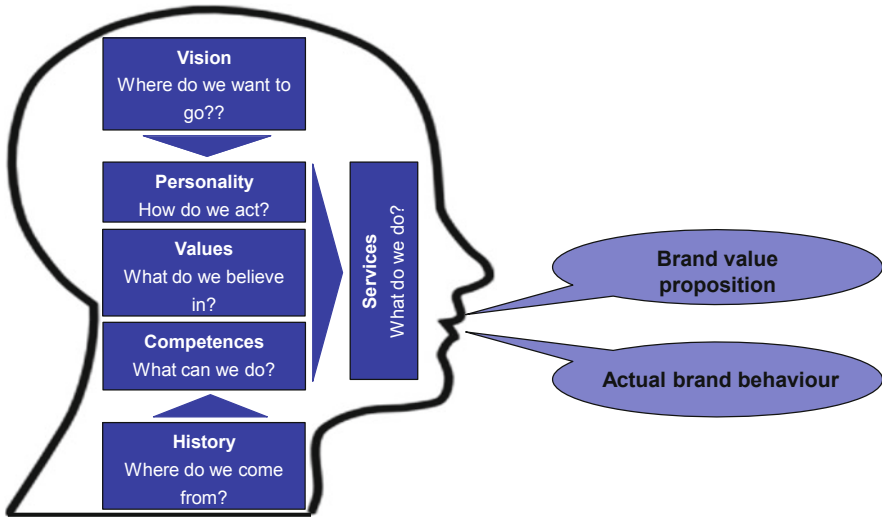 Vision
Where do we want to
go??
Personality
How do we act?
Values
What do we believe
in?
Competences
What can we do?
History
Where do we come
from?
Services
What do we do?
Brand value
proposition
Actual brand behaviour